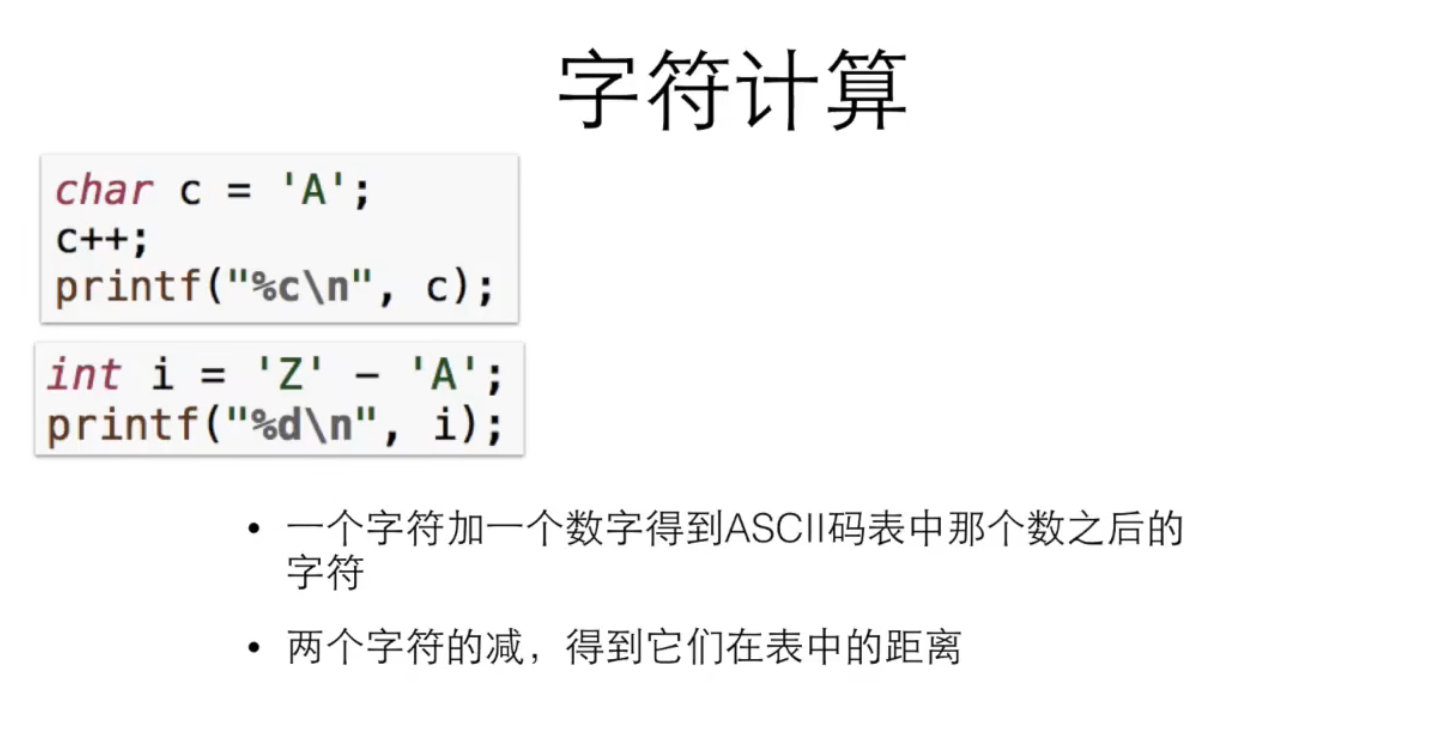 字符计算
char c = 'A';
c++;
printf("%c\n", c);
int i = 'Z' - 'A';
printf("%d\n", i);
• 一个字符加一个数字得到ASCII码表中那个数之后的
字符
• 两个字符的减，得到它们在表中的距离